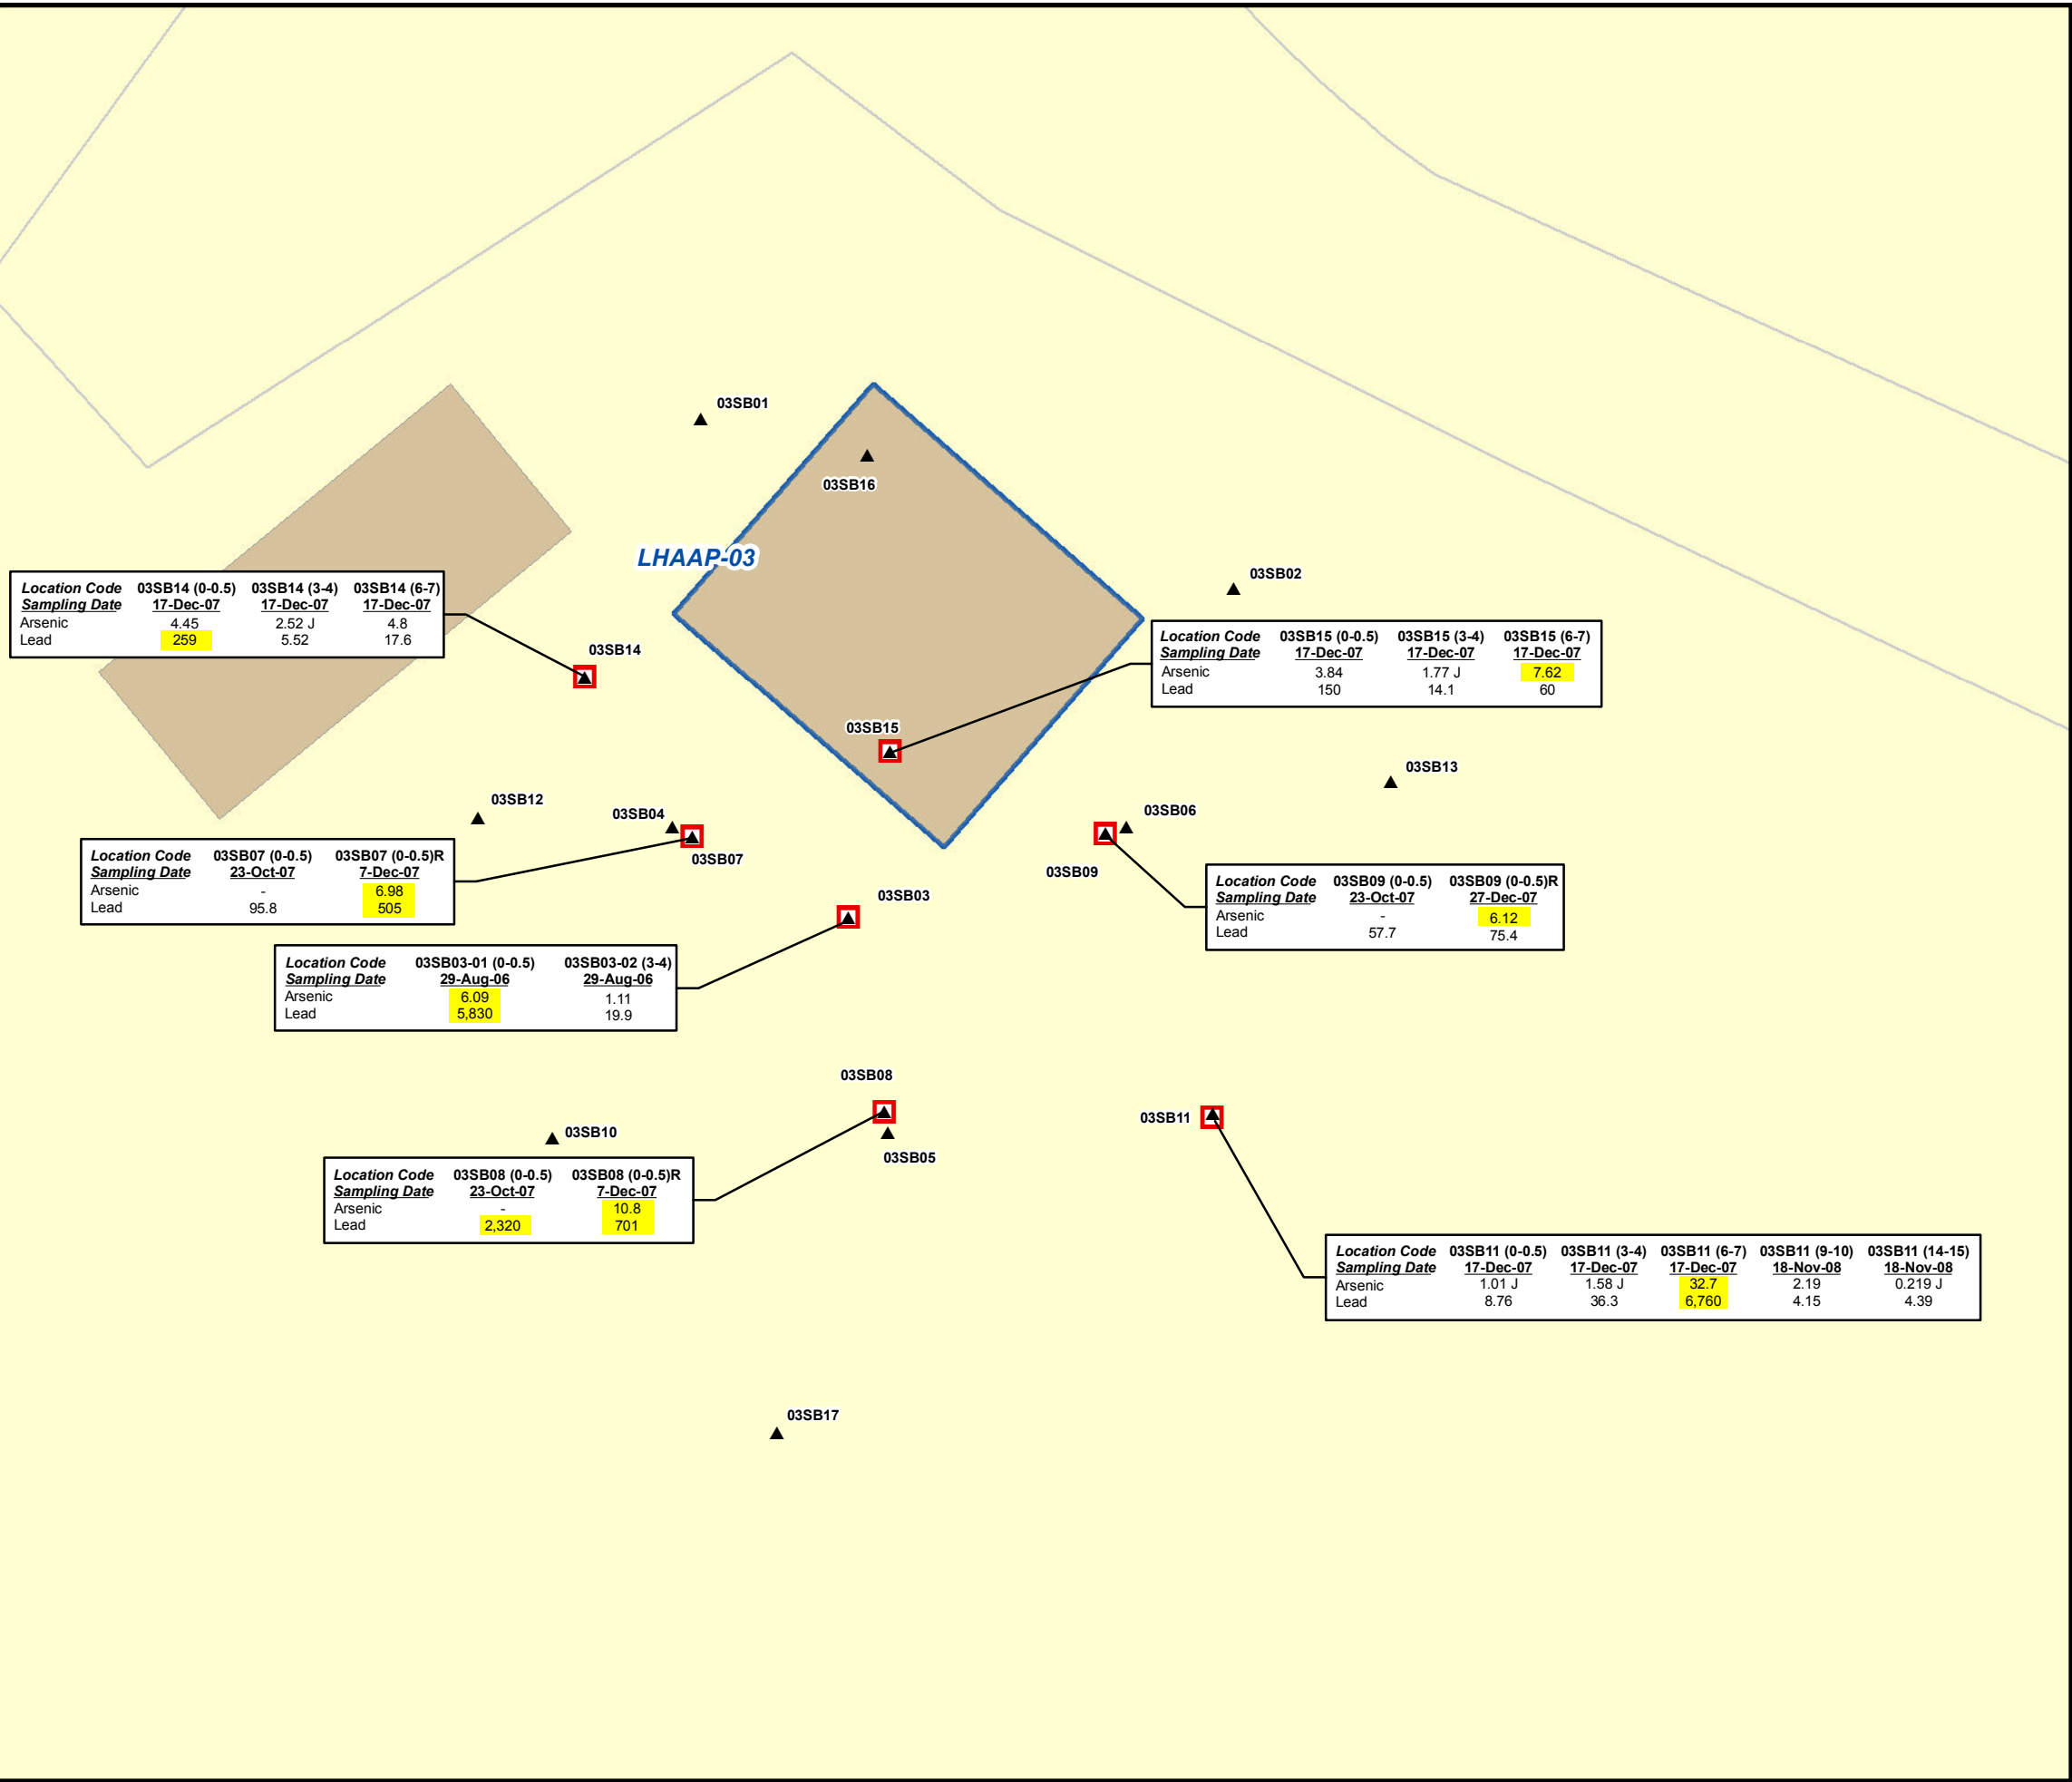 03SB01
03SB16
LHAAP-03
03SB02
Location Code 03SB14 (0-0.5) 03SB14 (3-4) 03SB14 (6-7)
Sampling Date 17-Dec-07 17-Dec-07 17-Dec-07
Arsenic 4.45 2.52 J 4.8
Lead 259 5.52 17.6
03SB14
Location Code 03SB15 (0-0.5) 03SB15 (3-4) 03SB15 (6-7)
Sampling Date 17-Dec-07 17-Dec-07 17-Dec-07
Arsenic 3.84 1.77 J 7.62
Lead 150 14.1 60
03SB15
03SB13
03SB12
03SB04
03SB06
03SB07
03SB09
Location Code 03SB07 (0-0.5) 03SB07 (0-0.5)R
Sampling Date 23-Oct-07 7-Dec-07
Arsenic - 6.98
Lead 95.8 505
03SB03
Location Code 03SB09 (0-0.5) 03SB09 (0-0.5)R
Sampling Date 23-Oct-07 27-Dec-07
Arsenic - 6.12
Lead 57.7 75.4
Location Code 03SB03-01 (0-0.5) 03SB03-02 (3-4)
Sampling Date 29-Aug-06 29-Aug-06
Arsenic 6.09 1.11
Lead 5,830 19.9
03SB08
03SB11
03SB10
03SB05
Location Code 03SB08 (0-0.5) 03SB08 (0-0.5)R
Sampling Date 23-Oct-07 7-Dec-07
Arsenic - 10.8
Lead 2,320 701
Location Code 03SB11 (0-0.5) 03SB11 (3-4) 03SB11 (6-7) 03SB11 (9-10) 03SB11 (14-15)
Sampling Date 17-Dec-07 17-Dec-07 17-Dec-07 18-Nov-08 18-Nov-08
Arsenic 1.01 J 1.58 J 32.7 2.19 0.219 J
Lead 8.76 36.3 6,760 4.15 4.39
03SB17